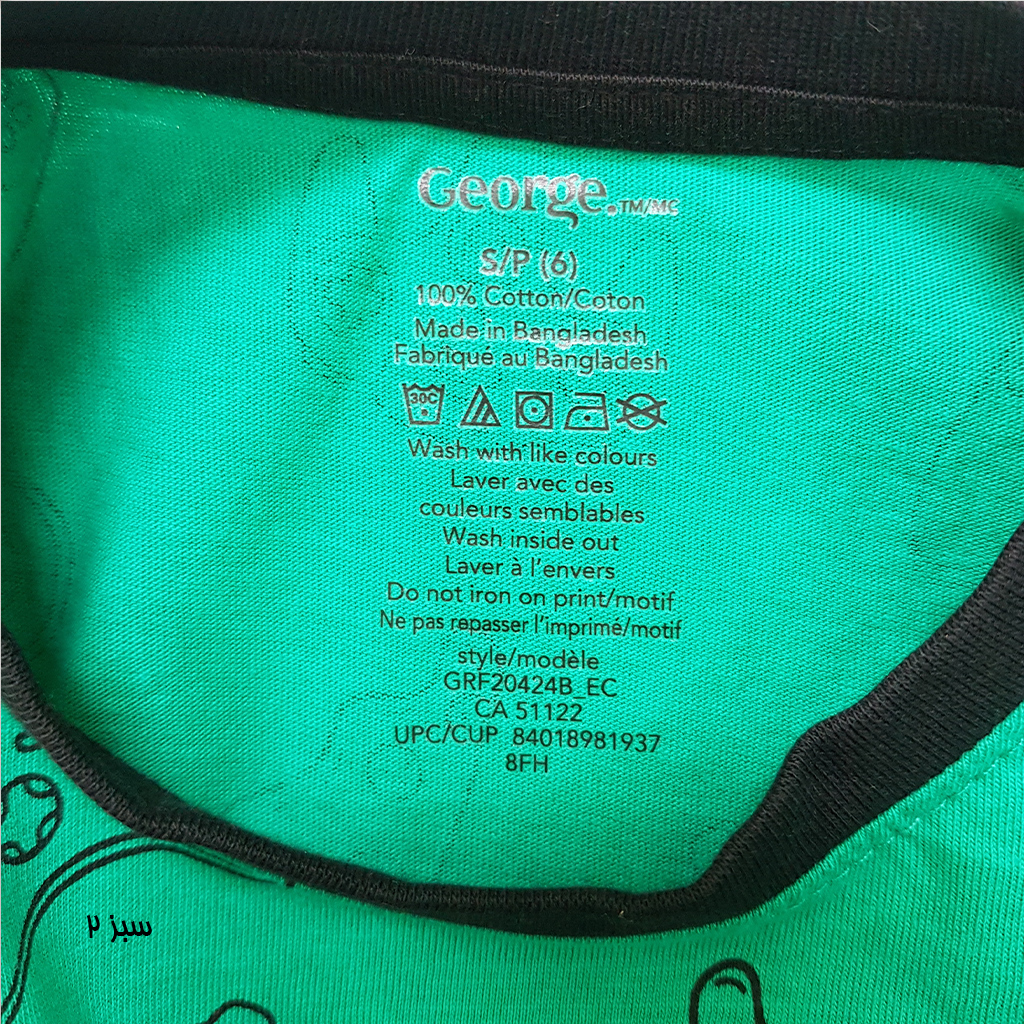 George.TM/MC
S/P (6)
100% Cotton/Coton
Made in Bangladesh
Fabriqué au Bangladesh
30C
Wash with like colours
Laver avec des
couleurs semblables
Wash inside out
Laver à l'envers
Do not iron on print/motif
Ne pas repasser l'imprimé/motif
style/modèle
GRF20424B_EC
CA 51122
UPC/CUP 84018981937
8FH
سبز ۲